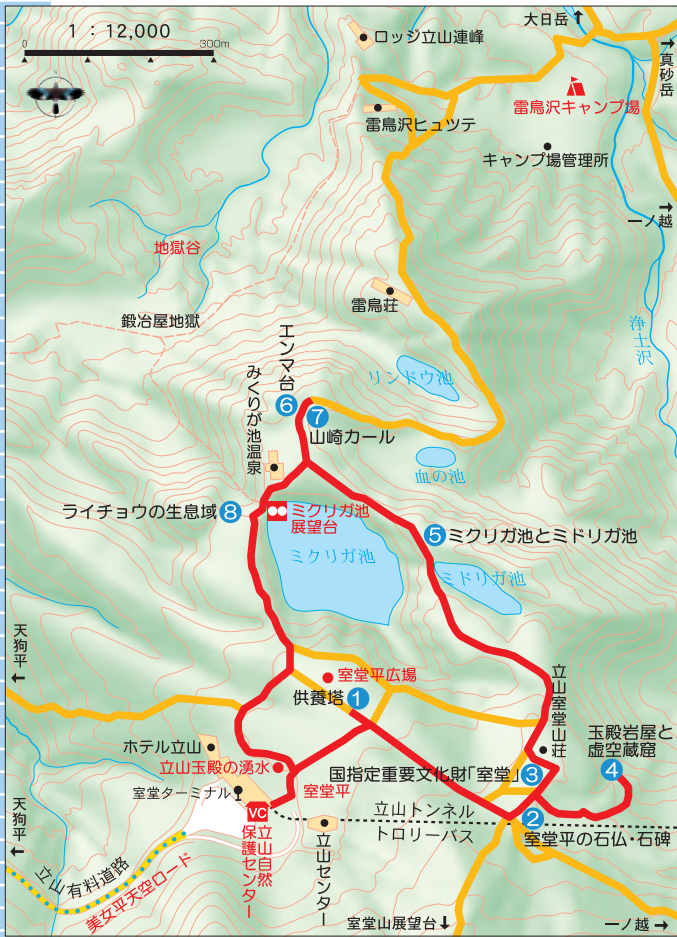 1：12,000
0
300m
ロッジ立山連峰
大日岳↑
→
真砂岳
雷鳥沢キャンプ場
雷鳥沢ヒュッテ
キャンプ場管理所
→
一ノ越
地獄谷
鍛冶屋地獄
雷鳥荘
浄土沢
エンマ台
みくりが池温泉
リンドウ池
6
7
山崎カール
血の池
ライチョウの生息域 8
ミクリガ池
展望台
5 ミクリガ池とミドリガ池
ミクリガ池
ミドリガ池
天狗平
←
室堂平広場
供養塔 1
立山室堂山荘
玉殿岩屋と
虚空蔵窟
4
ホテル立山
立山玉殿の湧水
国指定重要文化財「室堂」3
室堂ターミナル
室堂平
天狗平
←
VC
立山自然
保護センター
立山トンネル
トロリーバス
2
室堂平の石仏・石碑
立山センター
立山有料道路
美女平天空ロード
室堂山展望台↓
一ノ越→